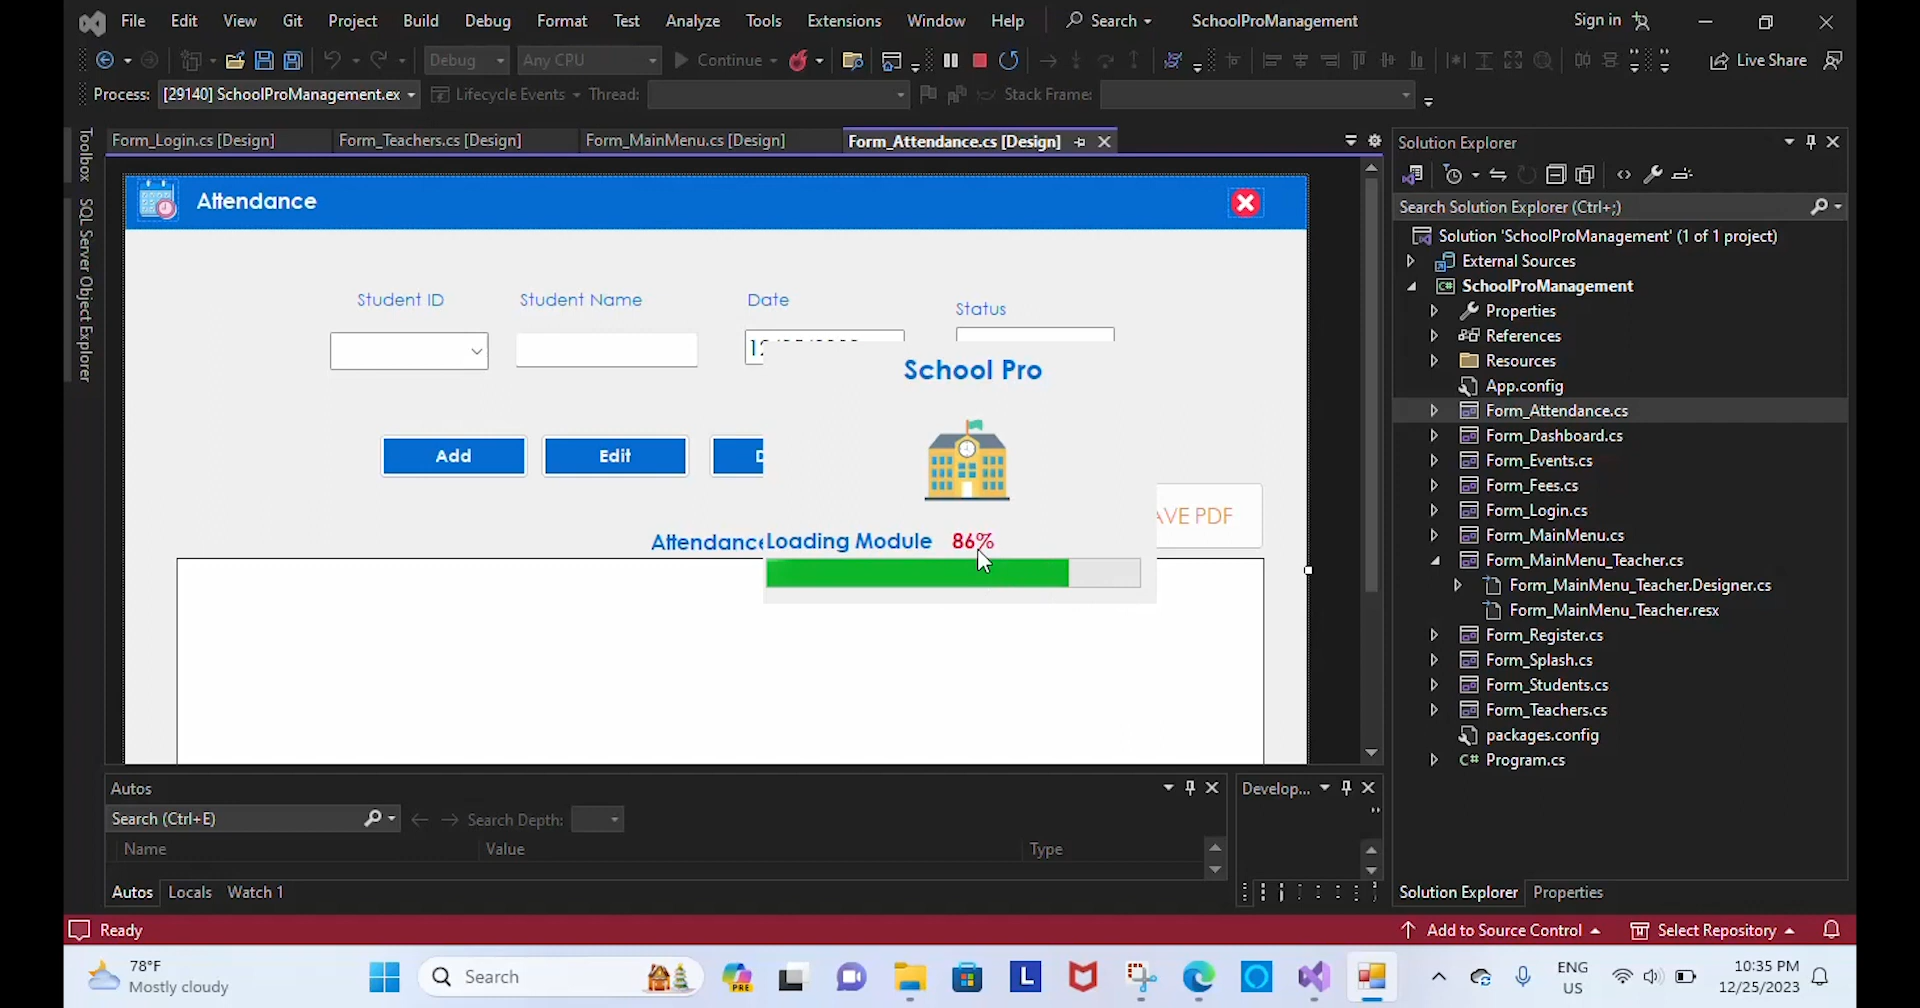 File Edit View Git Project Build Debug Format Test Analyze Tools Extensions Window Help Search SchoolProManagement Sign in
Debug Any CPU Continue Live Share
Process: [29140] SchoolProManagement.ex Lifecycle Events Thread: Stack Frame:
Toolbox
SQL Server Object Explorer
Form_Login.cs [Design] Form_Teachers.cs [Design] Form_MainMenu.cs [Design] Form_Attendance.cs [Design]
Attendance
Student ID Student Name Date Status
Add Edit
School Pro
AVE PDF
Attendance
Loading Module 86%
Solution Explorer
Search Solution Explorer (Ctrl+;)
Solution 'SchoolProManagement' (1 of 1 project)
External Sources
SchoolProManagement
Properties
References
Resources
App.config
Form_Attendance.cs
Form_Dashboard.cs
Form_Events.cs
Form_Fees.cs
Form_Login.cs
Form_MainMenu.cs
Form_MainMenu_Teacher.cs
Form_MainMenu_Teacher.Designer.cs
Form_MainMenu_Teacher.resx
Form_Register.cs
Form_Splash.cs
Form_Students.cs
Form_Teachers.cs
packages.config
C# Program.cs
Autos
Search (Ctrl+E) Search Depth:
Name Value Type
Autos Locals Watch 1
Develop...
Solution Explorer Properties
Ready Add to Source Control Select Repository
78°F
Mostly cloudy
Search
PRE
L
ENG
US
10:35 PM
12/25/2023